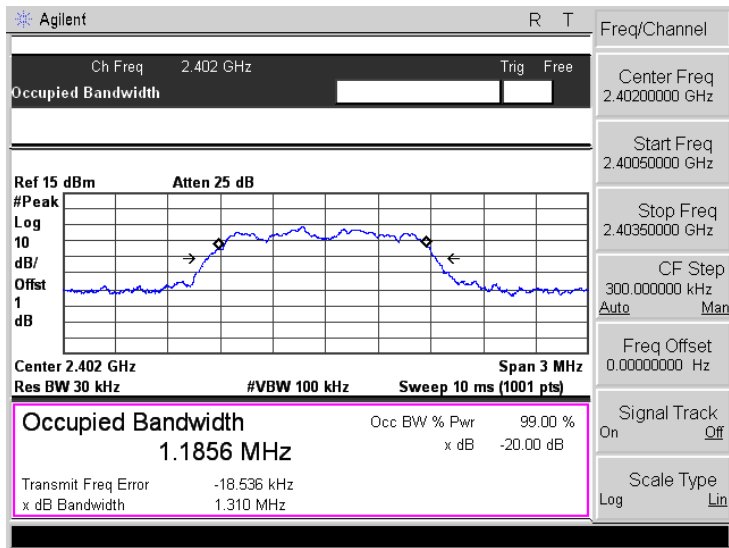 Agilent R T
Freq/Channel
Ch Freq 2.402 GHz Trig Free
Occupied Bandwidth
Center Freq
2.40200000 GHz
Start Freq
2.40050000 GHz
Stop Freq
2.40350000 GHz
CF Step
300.000000 kHz
Auto Man
Freq Offset
0.00000000 Hz
Signal Track
On Off
Scale Type
Log Lin
Ref 15 dBm Atten 25 dB
#Peak
Log
10
dB/
Offst
1
dB
Center 2.402 GHz Span 3 MHz
Res BW 30 kHz #VBW 100 kHz Sweep 10 ms (1001 pts)
Occupied Bandwidth
1.1856 MHz
Occ BW % Pwr 99.00 %
x dB -20.00 dB
Transmit Freq Error -18.536 kHz
x dB Bandwidth 1.310 MHz